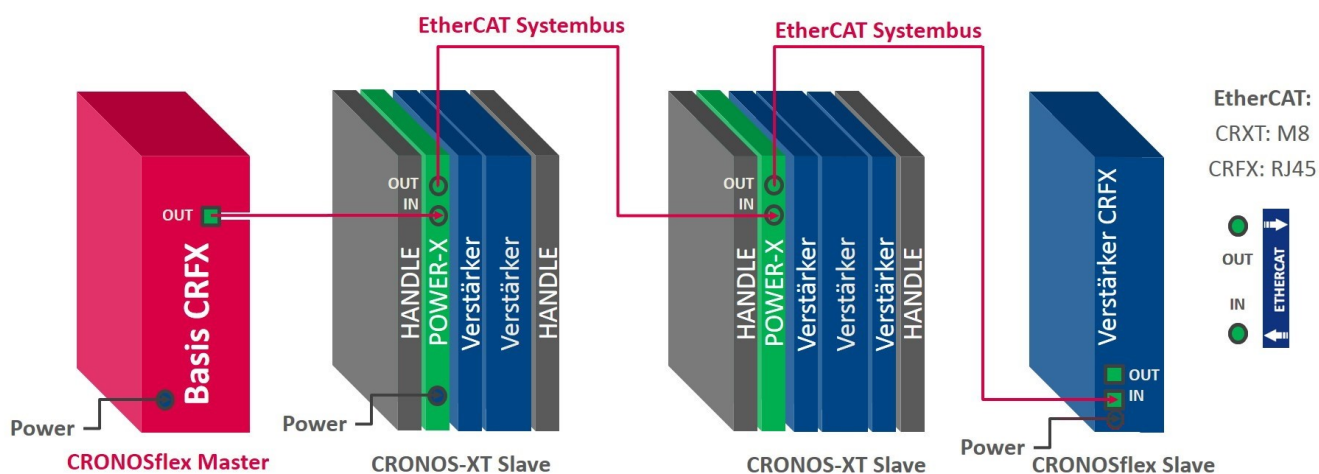 EtherCAT Systembus
EtherCAT Systembus
EtherCAT:
CRXT: M8
CRFX: RJ45
OUT
IN
ETHERCAT
OUT
Basis CRFX
Power
CRONOSflex Master
OUT
IN
HANDLE
POWER-X
Verstärker
Verstärker
HANDLE
Power
CRONOS-XT Slave
OUT
IN
HANDLE
POWER-X
Verstärker
Verstärker
Verstärker
HANDLE
CRONOS-XT Slave
Verstärker CRFX
OUT
IN
Power
CRONOSflex Slave